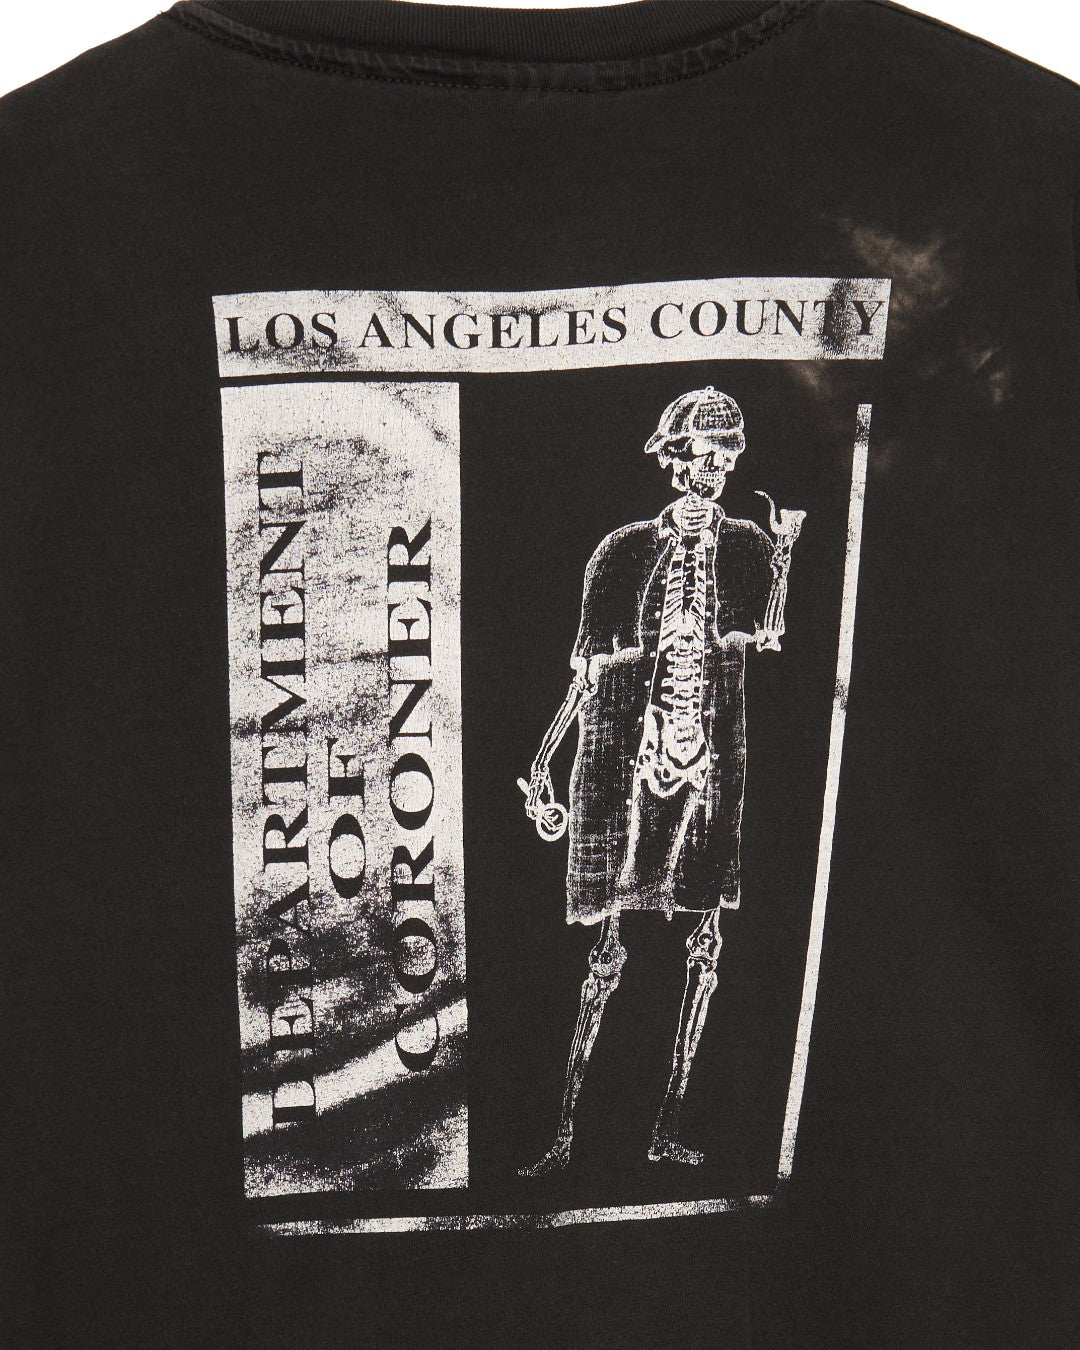 LOS ANGELES COUNTY
DEPARTMENT
OF
CORONER